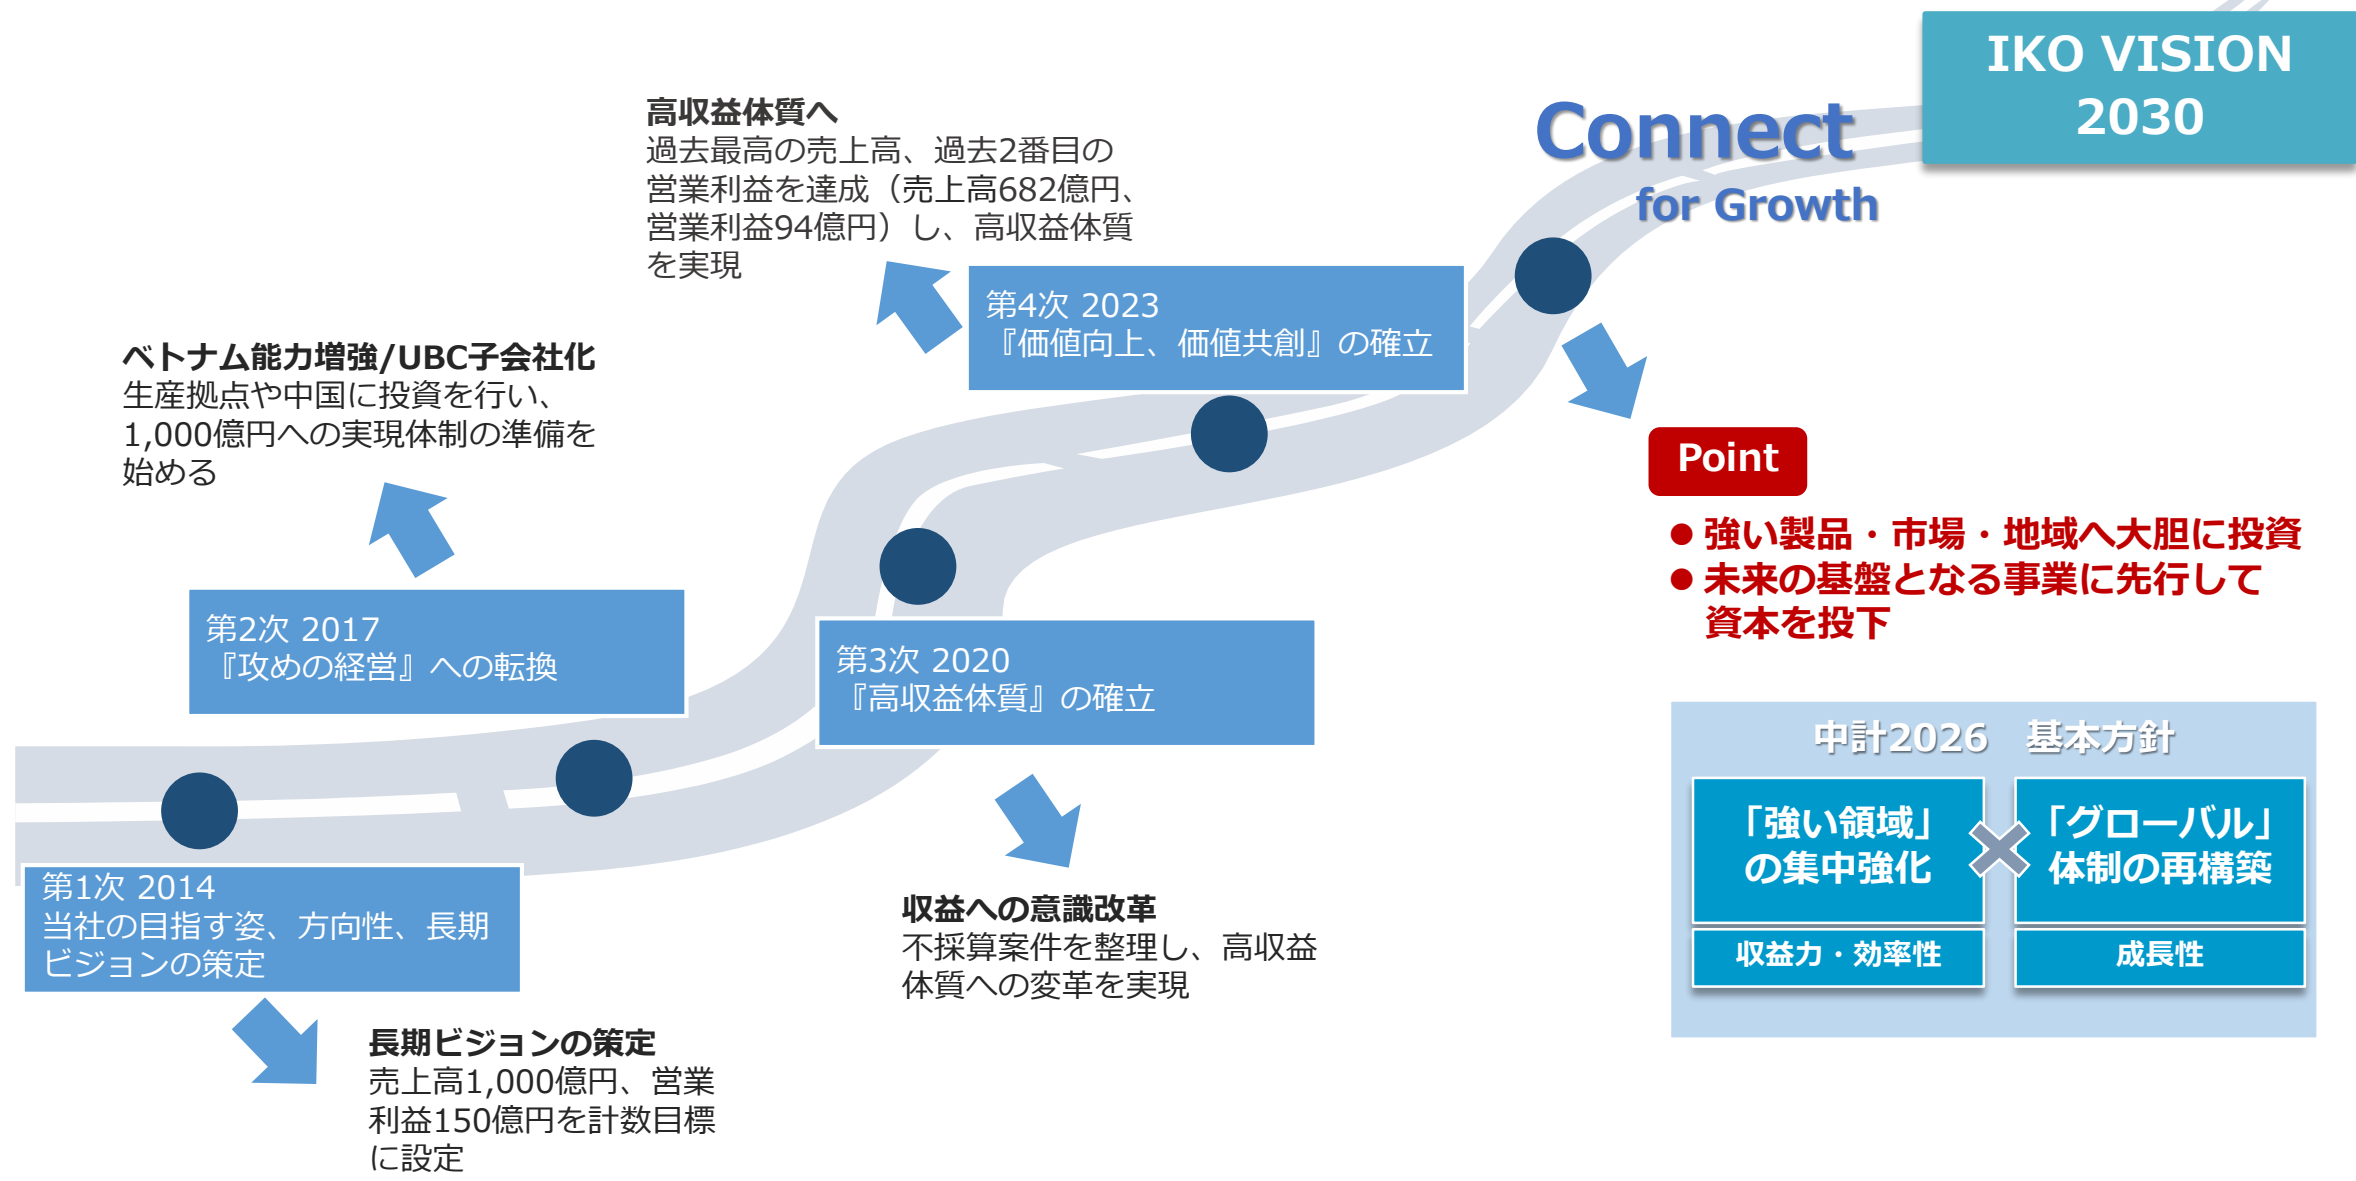 IKO VISION
2030
Connect
for Growth
高収益体質へ
過去最高の売上高、過去2番目の
営業利益を達成（売上高682億円、
営業利益94億円）し、高収益体質
を実現
第4次 2023
『価値向上、価値共創』の確立
ベトナム能力増強/UBC子会社化
生産拠点や中国に投資を行い、
1,000億円への実現体制の準備を
始める
第2次 2017
『攻めの経営』への転換
第3次 2020
『高収益体質』の確立
第1次 2014
当社の目指す姿、方向性、長期
ビジョンの策定
収益への意識改革
不採算案件を整理し、高収益
体質への変革を実現
長期ビジョンの策定
売上高1,000億円、営業
利益150億円を計数目標
に設定
Point
● 強い製品・市場・地域へ大胆に投資
● 未来の基盤となる事業に先行して
資本を投下
中計2026　基本方針
「強い領域」
の集中強化
収益力・効率性
「グローバル」
体制の再構築
成長性